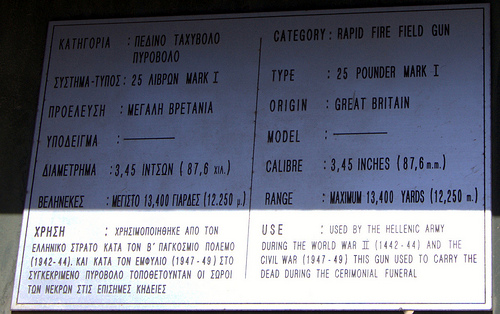 ΚΑΤΗΓΟΡΙΑ : ΠΕΔΙΝΟ ΤΑΧΥΒΟΛΟ
ΠΥΡΟΒΟΛΟ
ΣΥΣΤΗΜΑ-ΤΥΠΟΣ: 25 ΛΙΒΡΩΝ MARK I
ΠΡΟΕΛΕΥΣΗ : ΜΕΓΑΛΗ ΒΡΕΤΑΝΙΑ
ΥΠΟΔΕΙΓΜΑ : ———
ΔΙΑΜΕΤΡΗΜΑ : 3,45 ΙΝΤΣΩΝ ( 87,6 χιλ.)
ΒΕΛΗΝΕΚΕΣ : ΜΕΓΙΣΤΟ 13,400 ΓΙΑΡΔΕΣ (12.250 μ.)
ΧΡΗΣΗ : ΧΡΗΣΙΜΟΠΟΙΗΘΗΚΕ ΑΠΟ ΤΟΝ
ΕΛΛΗΝΙΚΟ ΣΤΡΑΤΟ ΚΑΤΑ ΤΟΝ Β' ΠΑΓΚΟΣΜΙΟ ΠΟΛΕΜΟ
(1942-44). ΚΑΙ ΚΑΤΑ ΤΟΝ ΕΜΦΥΛΙΟ (1947-49) ΣΤΟ
ΣΥΓΚΕΚΡΙΜΕΝΟ ΠΥΡΟΒΟΛΟ ΤΟΠΟΘΕΤΟΥΝΤΑΝ ΟΙ ΣΩΡΟΙ
ΤΩΝ ΝΕΚΡΩΝ ΣΤΙΣ ΕΠΙΣΗΜΕΣ ΚΗΔΕΙΕΣ
CATEGORY : RAPID FIRE FIELD GUN
TYPE : 25 POUNDER MARK I
ORIGIN : GREAT BRITAIN
MODEL : ———
CALIBRE : 3,45 INCHES (87,6 m.m.)
RANGE : MAXIMUM 13,400 YARDS (12,250 m.)
USE : USED BY THE HELLENIC ARMY
DURING THE WORLD WAR II (1442-44) AND THE
CIVIL WAR (1947-49) THIS GUN USED TO CARRY THE
DEAD DURING THE CERIMONIAL FUNERAL